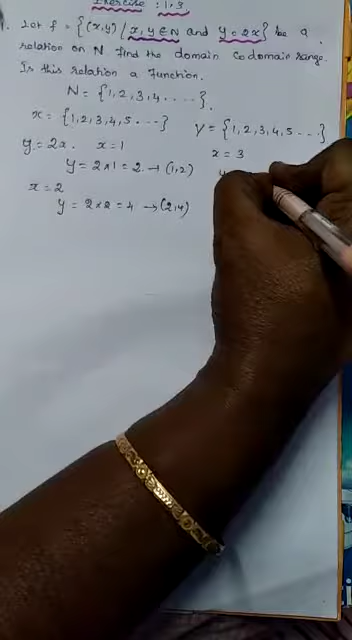 Exercise : 1.3
1. Let f = {(x,y) / x,y ∈ N and y = 2x} be a
relation on N find the domain Co domain range.
Is this relation a function.
N = {1,2,3,4, ....}.
x = {1,2,3,4,5 ...} Y = {1,2,3,4,5...}
y = 2x. x = 1 x = 3
y = 2×1 = 2 → (1,2) y
x = 2
y = 2×2 = 4 → (2,4)